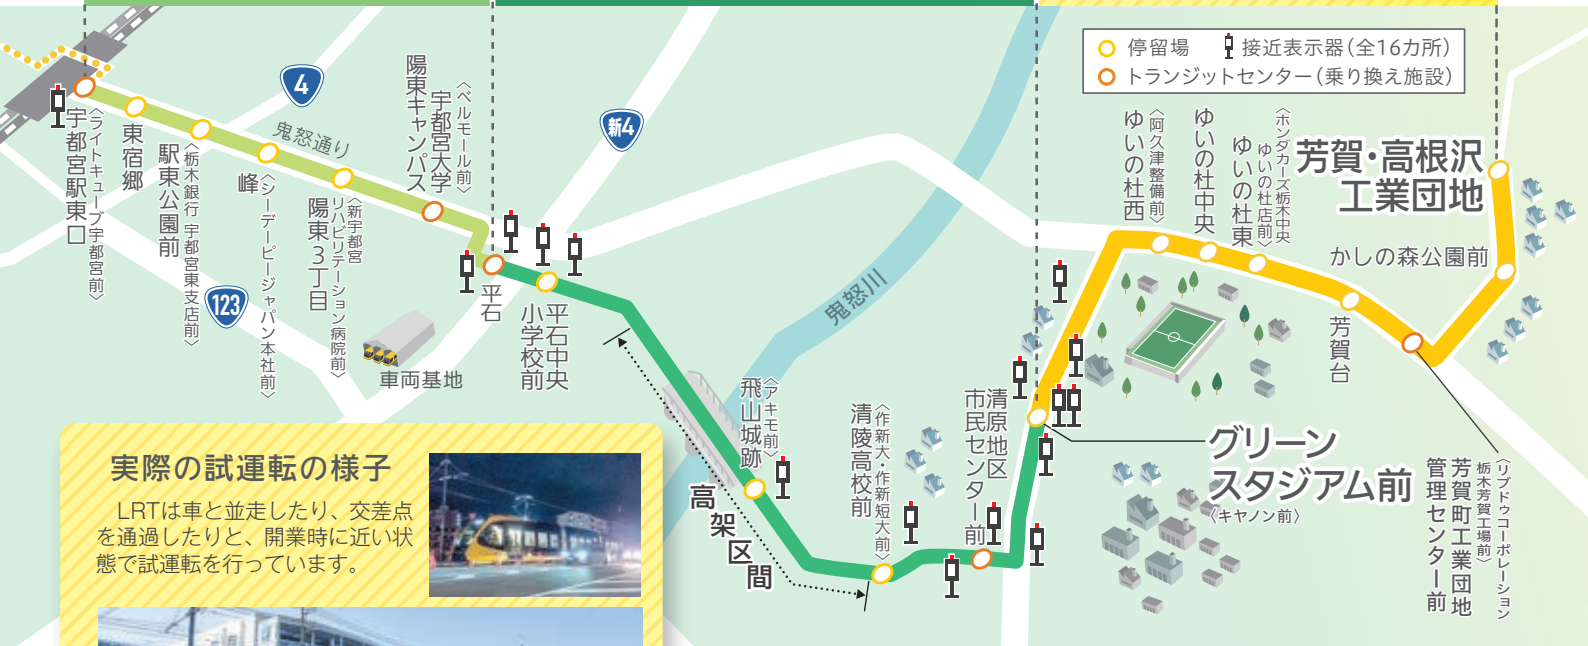 停留場
接近表示器(全16カ所)
トランジットセンター(乗り換え施設)
4
新4
123
鬼怒通り
鬼怒川
宇都宮駅東口
〈ライトキューブ宇都宮前〉
東宿郷
駅東公園前
〈栃木銀行 宇都宮東支店前〉
峰
〈シーデーピージャパン本社前〉
陽東3丁目
〈新宇都宮
リハビリテーション病院前〉
宇都宮大学
陽東キャンパス
〈ベルモール前〉
平石
平石中央
小学校前
車両基地
飛山城跡
〈アキモ前〉
高架区間
清陵高校前
〈作新大・作新短大前〉
清原地区
市民センター前
グリーン
スタジアム前
〈キヤノン前〉
ゆいの杜西
〈阿久津整備前〉
ゆいの杜中央
ゆいの杜東
〈ホンダカーズ栃木中央
ゆいの杜店前〉
芳賀台
芳賀町工業団地
管理センター前
〈リブドゥコーポレーション
栃木芳賀工場前〉
かしの森公園前
芳賀・高根沢
工業団地
実際の試運転の様子
LRTは車と並走したり、交差点
を通過したりと、開業時に近い状
態で試運転を行っています。